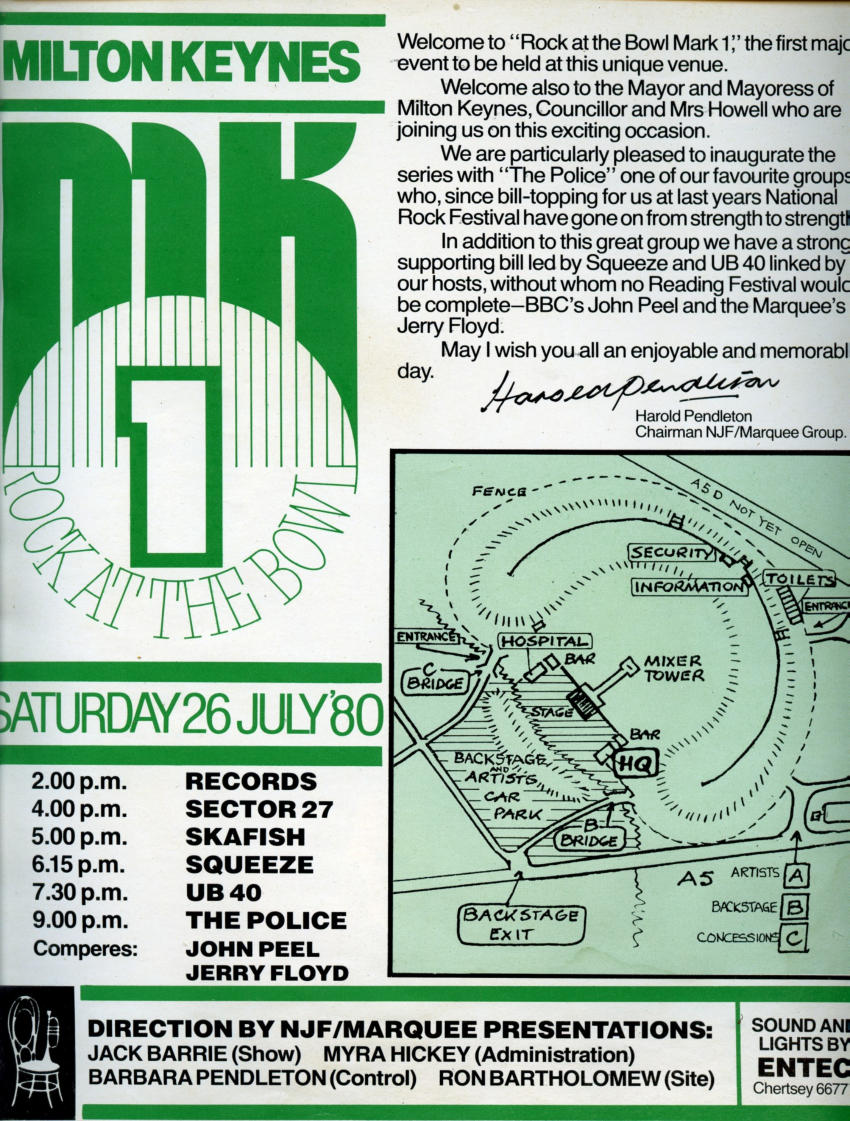 MILTON KEYNES
MK
1
ROCK AT THE BOWL
SATURDAY 26 JULY '80
2.00 p.m. RECORDS
4.00 p.m. SECTOR 27
5.00 p.m. SKAFISH
6.15 p.m. SQUEEZE
7.30 p.m. UB 40
9.00 p.m. THE POLICE
Comperes: JOHN PEEL
JERRY FLOYD
Welcome to “Rock at the Bowl Mark 1,” the first majo
event to be held at this unique venue.
Welcome also to the Mayor and Mayoress of
Milton Keynes, Councillor and Mrs Howell who are
joining us on this exciting occasion.
We are particularly pleased to inaugurate the
series with “The Police” one of our favourite groups
who, since bill-topping for us at last years National
Rock Festival have gone on from strength to strength
In addition to this great group we have a strong
supporting bill led by Squeeze and UB 40 linked by
our hosts, without whom no Reading Festival would
be complete—BBC's John Peel and the Marquee's
Jerry Floyd.
May I wish you all an enjoyable and memorabl
day.
Harold Pendleton
Harold Pendleton
Chairman NJF/Marquee Group.
FENCE
A5 D NOT YET OPEN
SECURITY
INFORMATION
TOILETS
ENTRANCE
ENTRANCE
HOSPITAL
BAR
C
BRIDGE
MIXER
TOWER
STAGE
BAR
HQ
BACKSTAGE
AND
ARTISTS
CAR
PARK
B
BRIDGE
A5
ARTISTS A
BACKSTAGE B
CONCESSIONS C
BACKSTAGE
EXIT
DIRECTION BY NJF/MARQUEE PRESENTATIONS:
JACK BARRIE (Show) MYRA HICKEY (Administration)
BARBARA PENDLETON (Control) RON BARTHOLOMEW (Site)
SOUND AND
LIGHTS BY
ENTEC
Chertsey 6677